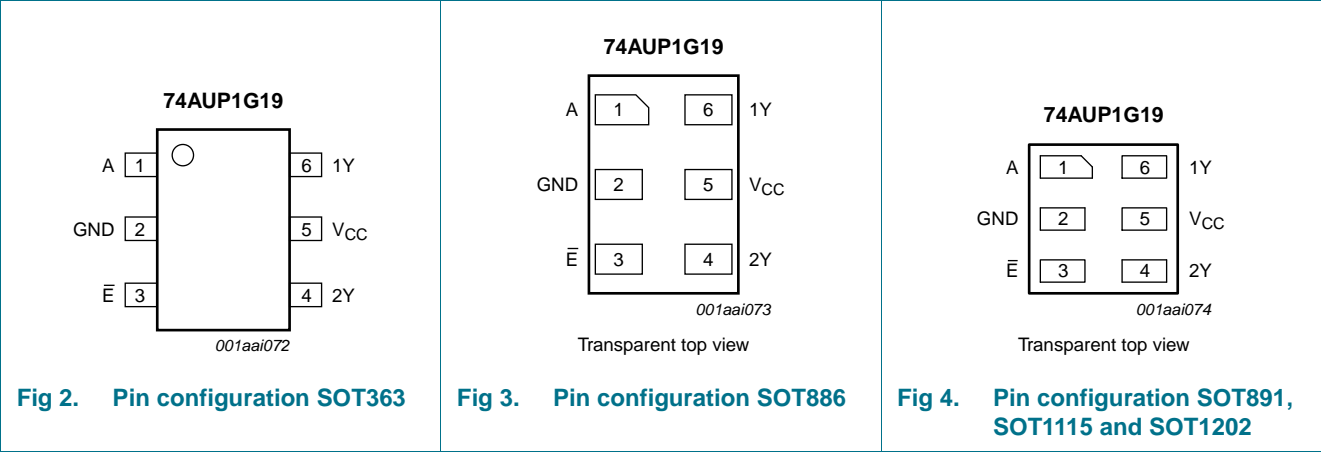 74AUP1G19
A 1 6 1Y
GND 2 5 VCC
E̅ 3 4 2Y
001aai072
Fig 2. Pin configuration SOT363
74AUP1G19
A 1 6 1Y
GND 2 5 VCC
E̅ 3 4 2Y
001aai073
Transparent top view
Fig 3. Pin configuration SOT886
74AUP1G19
A 1 6 1Y
GND 2 5 VCC
E̅ 3 4 2Y
001aai074
Transparent top view
Fig 4. Pin configuration SOT891,
SOT1115 and SOT1202